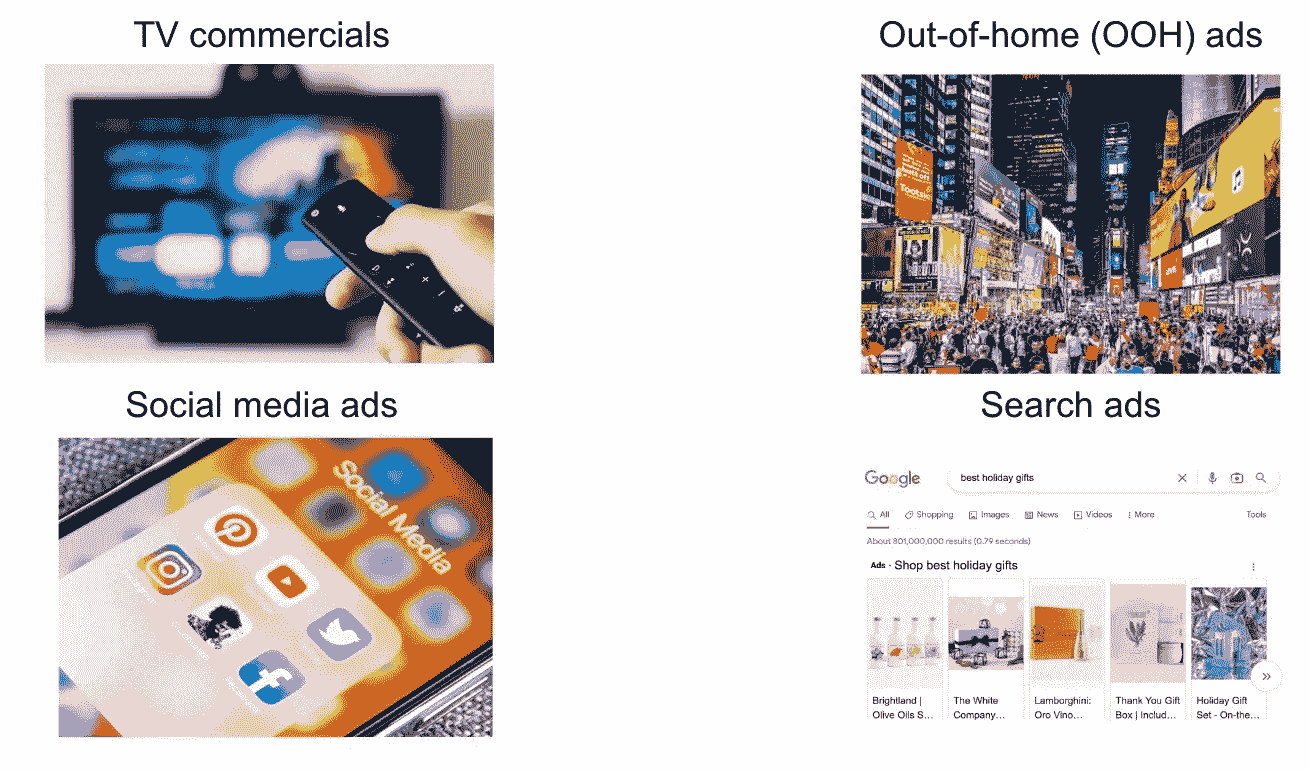 TV commercials
Out-of-home (OOH) ads
Social media ads
Social Media
Search ads
Google
best holiday gifts
All Shopping Images News Videos More Tools
About 801,000,000 results (0.79 seconds)
Ads · Shop best holiday gifts
Brightland |
Olive Oils S...
The White
Company...
Lamborghini:
Oro Vino...
Thank You Gift
Box | Includ...
Holiday Gift
Set - On-the...